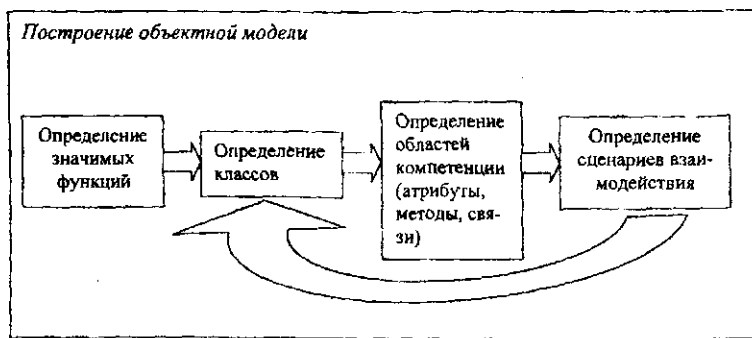 Построение объектной модели
Определение
значимых
функций
Определение
классов
Определение
областей
компетенции
(атрибуты,
методы, свя-
зи)
Определение
сценариев взаи-
модействия